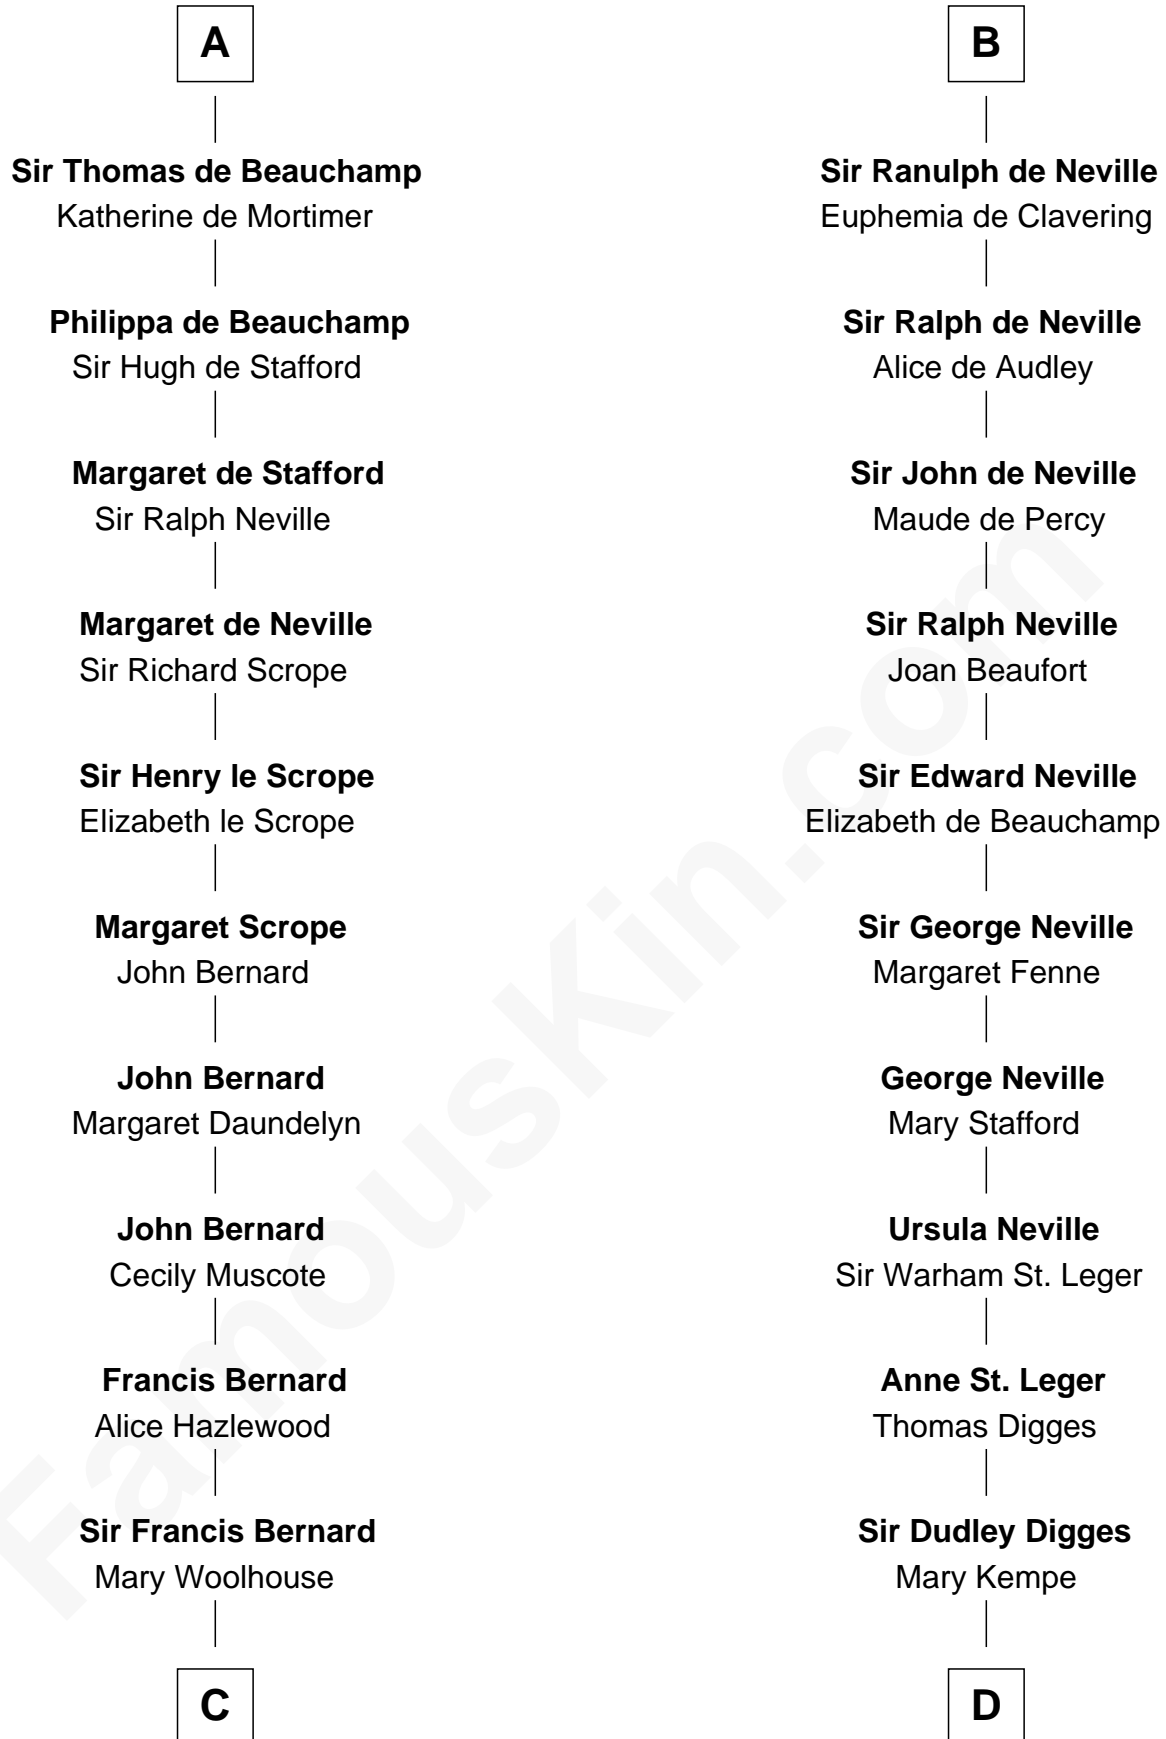 A
Sir Thomas de Beauchamp
Katherine de Mortimer
Philippa de Beauchamp
Sir Hugh de Stafford
Margaret de Stafford
Sir Ralph Neville
Margaret de Neville
Sir Richard Scrope
Sir Henry le Scrope
Elizabeth le Scrope
Margaret Scrope
John Bernard
John Bernard
Margaret Daundelyn
John Bernard
Cecily Muscote
Francis Bernard
Alice Hazlewood
Sir Francis Bernard
Mary Woolhouse
C
B
Sir Ranulph de Neville
Euphemia de Clavering
Sir Ralph de Neville
Alice de Audley
Sir John de Neville
Maude de Percy
Sir Ralph Neville
Joan Beaufort
Sir Edward Neville
Elizabeth de Beauchamp
Sir George Neville
Margaret Fenne
George Neville
Mary Stafford
Ursula Neville
Sir Warham St. Leger
Anne St. Leger
Thomas Digges
Sir Dudley Digges
Mary Kempe
D
FamousKin.com